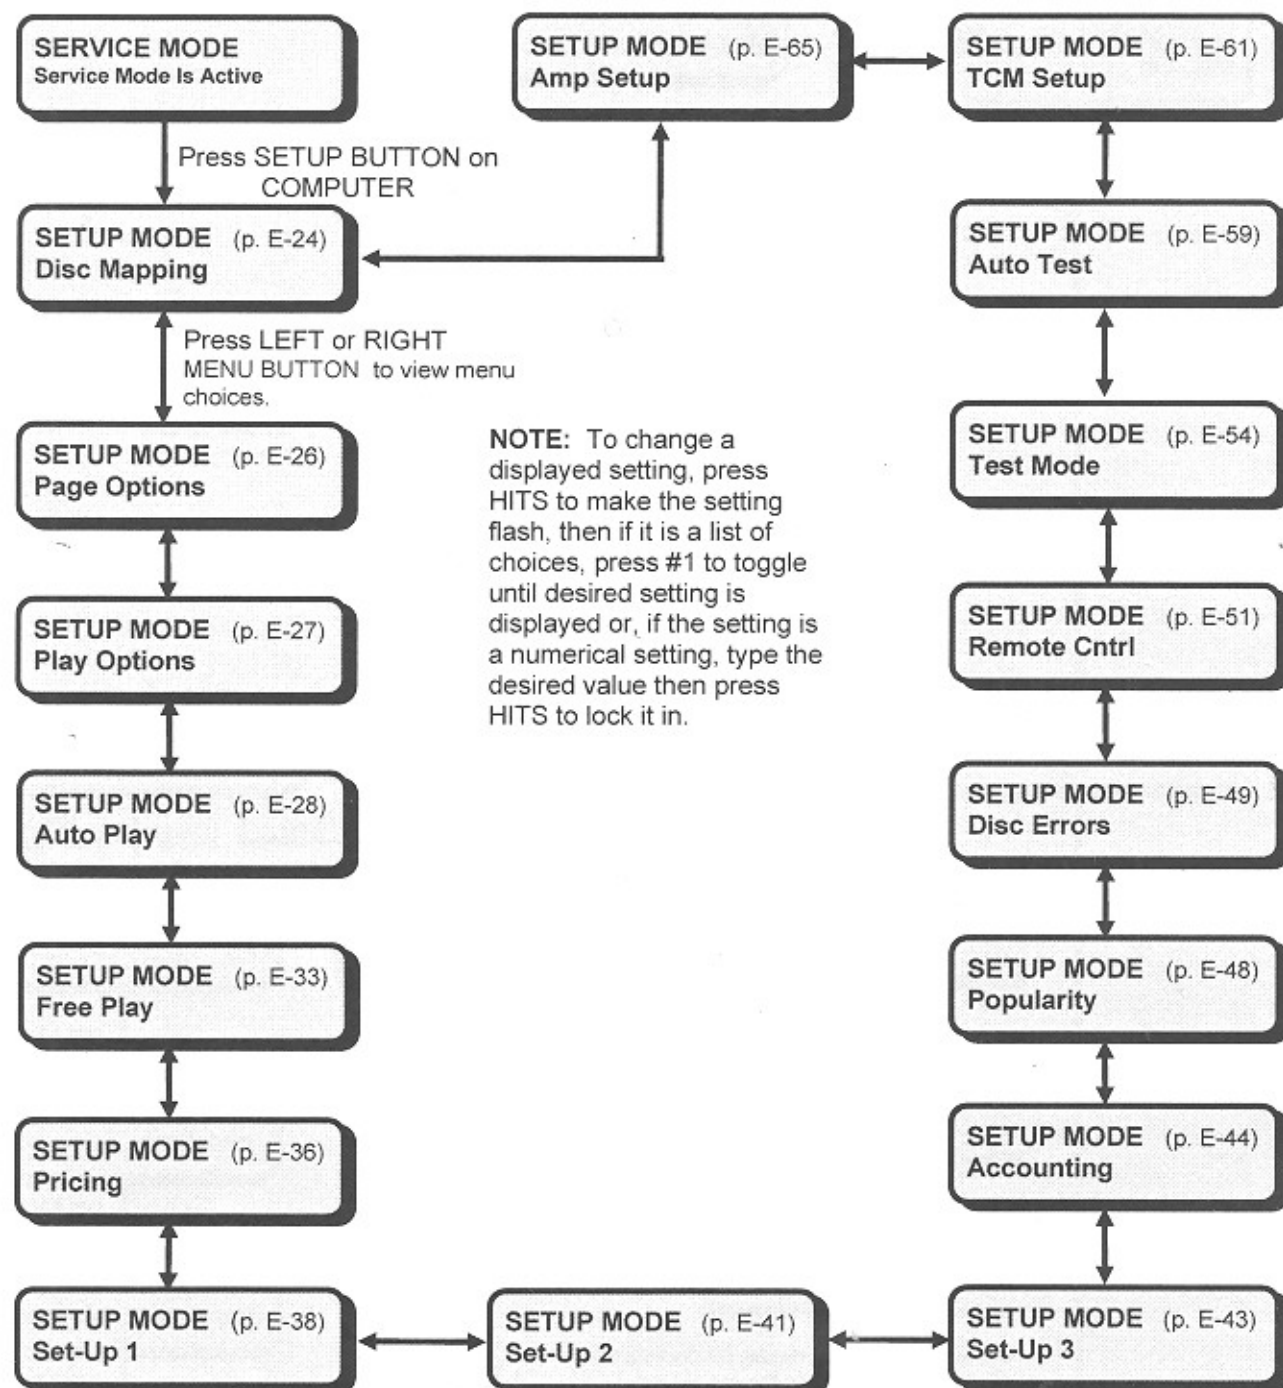 SERVICE MODE
Service Mode Is Active
Press SETUP BUTTON on
COMPUTER
SETUP MODE (p. E-24)
Disc Mapping
Press LEFT or RIGHT
MENU BUTTON to view menu
choices.
SETUP MODE (p. E-26)
Page Options
SETUP MODE (p. E-27)
Play Options
SETUP MODE (p. E-28)
Auto Play
SETUP MODE (p. E-33)
Free Play
SETUP MODE (p. E-36)
Pricing
SETUP MODE (p. E-38)
Set-Up 1
SETUP MODE (p. E-41)
Set-Up 2
SETUP MODE (p. E-43)
Set-Up 3
SETUP MODE (p. E-44)
Accounting
SETUP MODE (p. E-48)
Popularity
SETUP MODE (p. E-49)
Disc Errors
SETUP MODE (p. E-51)
Remote Cntrl
SETUP MODE (p. E-54)
Test Mode
SETUP MODE (p. E-59)
Auto Test
SETUP MODE (p. E-61)
TCM Setup
SETUP MODE (p. E-65)
Amp Setup
NOTE: To change a
displayed setting, press
HITS to make the setting
flash, then if it is a list of
choices, press #1 to toggle
until desired setting is
displayed or, if the setting is
a numerical setting, type the
desired value then press
HITS to lock it in.